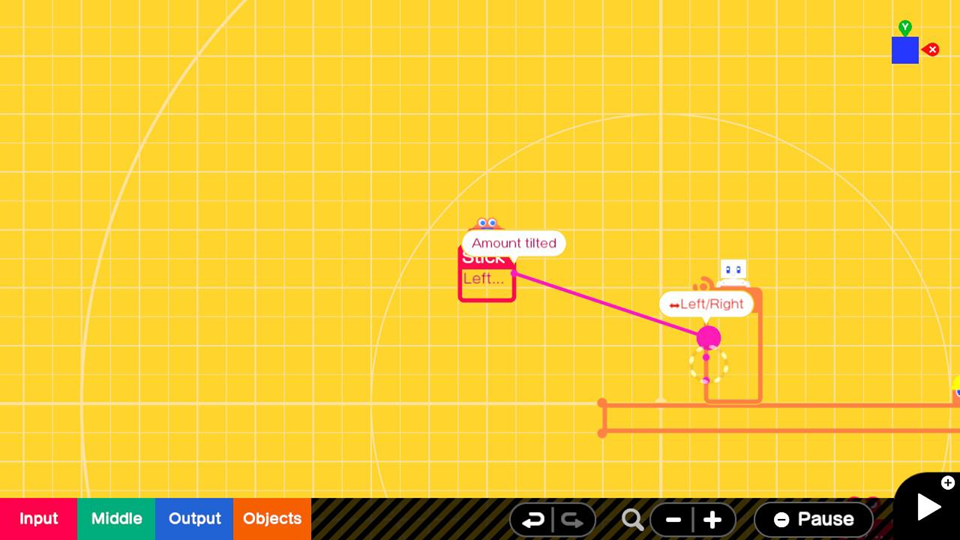 Y
X
Amount tilted
Stick
Left...
Left/Right
Input
Middle
Output
Objects
Pause